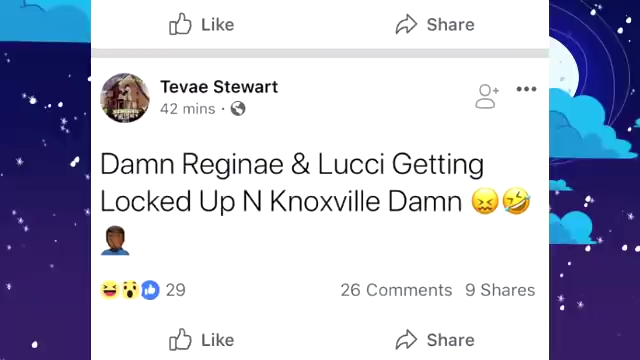 Like Share
Tevae Stewart
42 mins ·
Damn Reginae & Lucci Getting
Locked Up N Knoxville Damn 😖🤣
🤦🏾‍♂️
29 26 Comments 9 Shares
Like Share